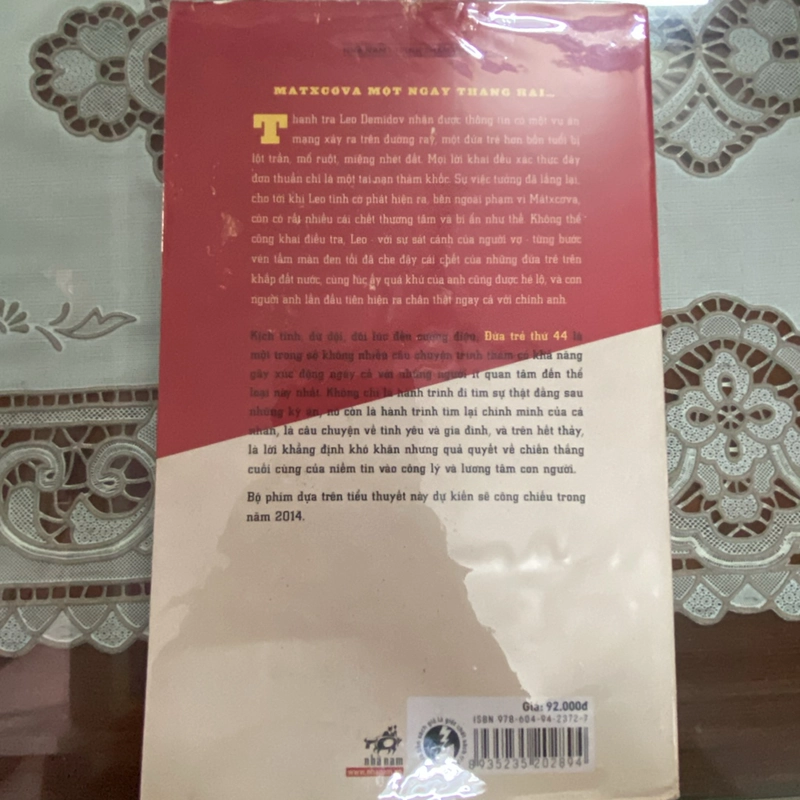 MATXCOVA MỘT NGÀY THÁNG HAI...
Thanh tra Leo Demidov nhận được thông tin có một vụ án
mạng xảy ra trên đường ray, một đứa trẻ hơn bốn tuổi bị
lột trần, mổ ruột, miệng nhét đất. Mọi lời khai đều xác thực đây
đơn thuần chỉ là một tai nạn thảm khốc. Sự việc tưởng đã lắng lại,
cho tới khi Leo tình cờ phát hiện ra, bên ngoài phạm vi Mátxcơva,
còn có rất nhiều cái chết thương tâm và bí ẩn như thế. Không thể
công khai điều tra, Leo - với sự sát cánh của người vợ - từng bước
vén tấm màn đen tối đã che đậy cái chết của những đứa trẻ trên
khắp đất nước, cùng lúc ấy quá khứ của anh cũng được hé lộ, và con
người anh lần đầu tiên hiện ra chân thật ngay cả với chính anh.
Kịch tính, dữ dội, đôi lúc đến cuồng điên, Đứa trẻ thứ 44 là
một trong số không nhiều câu chuyện trinh thám có khả năng
gây xúc động ngay cả với những người ít quan tâm đến thể
loại này nhất. Không chỉ là hành trình đi tìm sự thật đằng sau
những kỳ án, nó còn là hành trình tìm lại chính mình của cá
nhân, là câu chuyện về tình yêu và gia đình, và trên hết thảy,
là lời khẳng định khó khăn nhưng quả quyết về chiến thắng
cuối cùng của niềm tin vào công lý và lương tâm con người.
Bộ phim dựa trên tiểu thuyết này dự kiến sẽ công chiếu trong
năm 2014.
Giá: 92.000đ
ISBN 978-604-94-2372-7
8935235202894
nhã nam